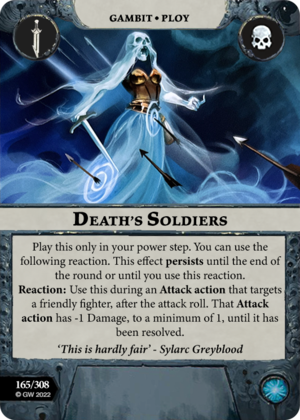 GAMBIT • PLOY
DEATH'S SOLDIERS
Play this only in your power step. You can use the
following reaction. This effect persists until the end of
the round or until you use this reaction.
Reaction: Use this during an Attack action that targets
a friendly fighter, after the attack roll. That Attack
action has -1 Damage, to a minimum of 1, until it has
been resolved.
'This is hardly fair' - Sylarc Greyblood
165/308
© GW 2022